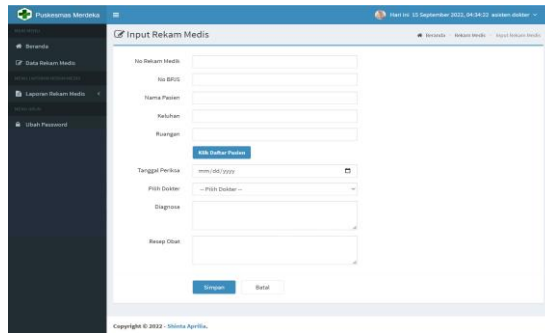 Puskesmas Merdeka
Hari ini: 15 September 2022, 04:34:22 asisten dokter
Input Rekam Medis
Beranda > Rekam Medis > Input Rekam Medis
Beranda
Data Rekam Medis
Laporan Rekam Medis
Ubah Password
No Rekam Medik
No BPJS
Nama Pasien
Keluhan
Ruangan
Klik Daftar Pasien
Tanggal Periksa
mm/dd/yyyy
Pilih Dokter
-- Pilih Dokter --
Diagnosa
Resep Obat
Simpan
Batal
Copyright © 2022 - Shinta Aprilia.